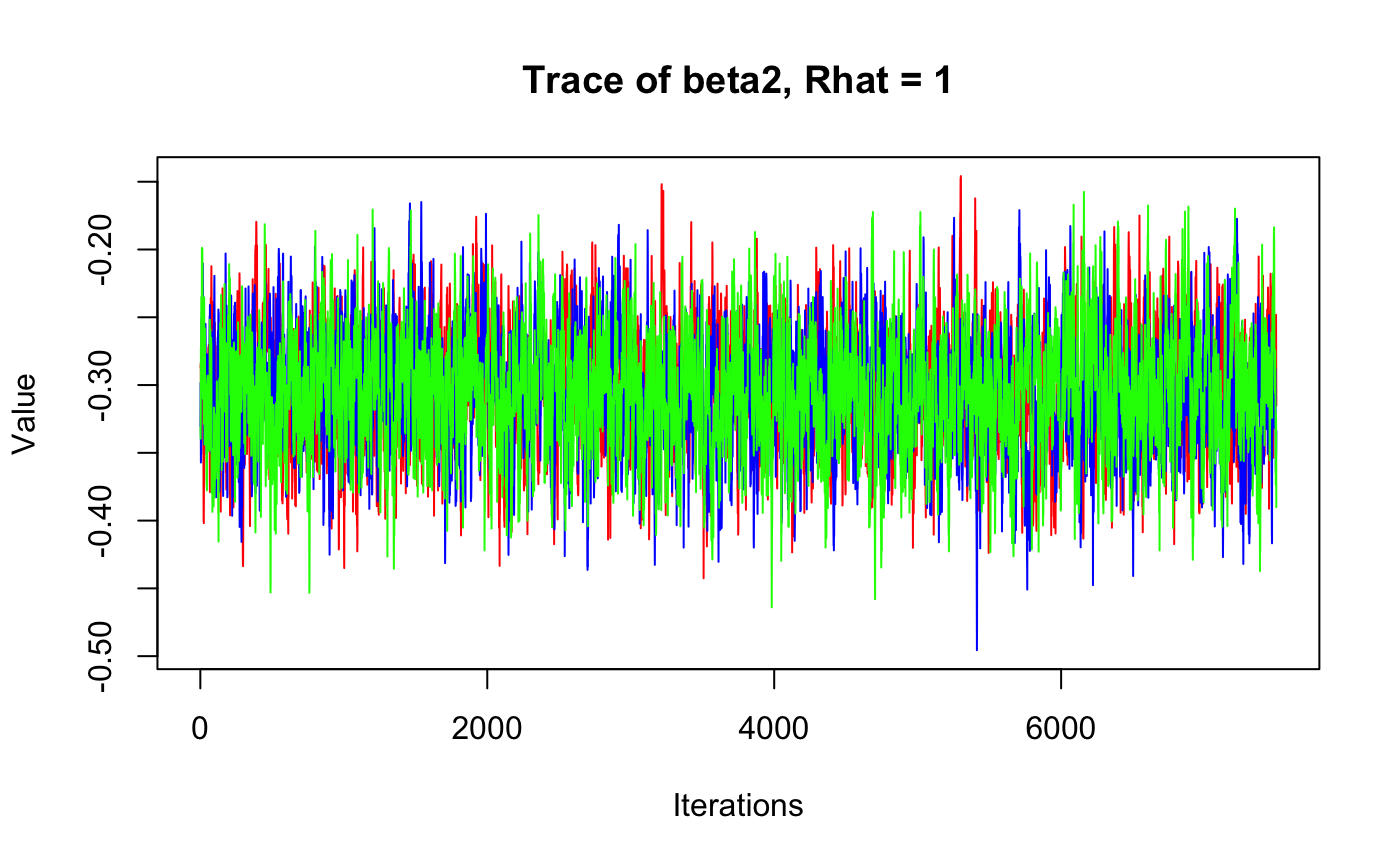 Trace of beta2, Rhat = 1
Value
-0.20
-0.30
-0.40
-0.50
0 2000 4000 6000
Iterations